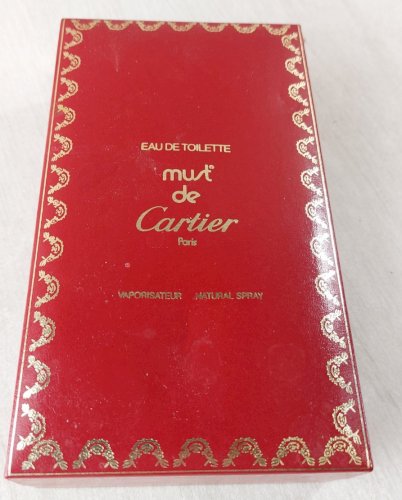 EAU DE TOILETTE
must
de
Cartier
Paris
VAPORISATEUR NATURAL SPRAY